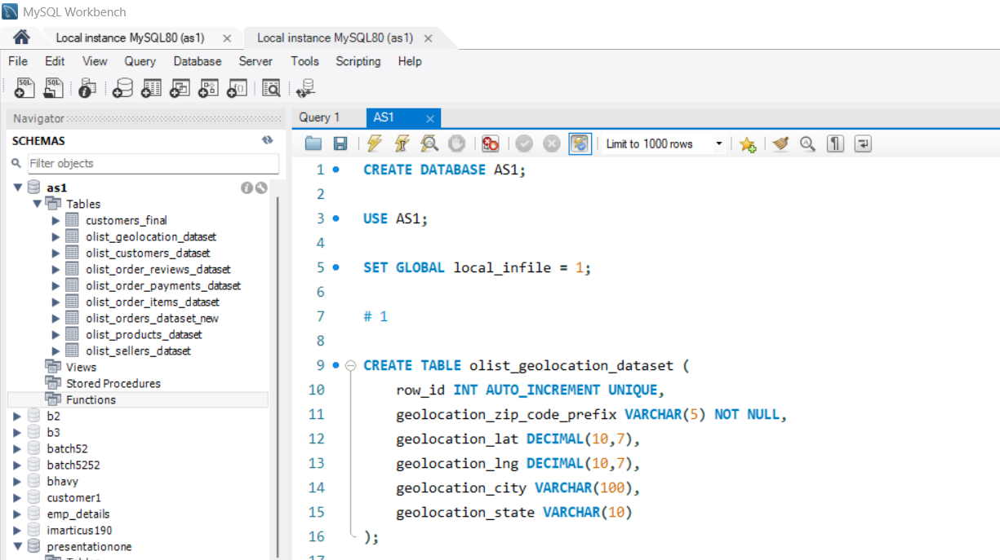 MySQL Workbench
Local instance MySQL80 (as1) Local instance MySQL80 (as1)
File Edit View Query Database Server Tools Scripting Help
SQL SQL
Navigator
SCHEMAS
Filter objects
as1
Tables
customers_final
olist_geolocation_dataset
olist_customers_dataset
olist_order_reviews_dataset
olist_order_payments_dataset
olist_order_items_dataset
olist_orders_dataset_new
olist_products_dataset
olist_sellers_dataset
Views
Stored Procedures
Functions
b2
b3
batch52
batch5252
bhavy
customer1
emp_details
imarticus190
presentationone
Query 1 AS1
Limit to 1000 rows
1 CREATE DATABASE AS1;
2
3 USE AS1;
4
5 SET GLOBAL local_infile = 1;
6
7 # 1
8
9 CREATE TABLE olist_geolocation_dataset (
10 row_id INT AUTO_INCREMENT UNIQUE,
11 geolocation_zip_code_prefix VARCHAR(5) NOT NULL,
12 geolocation_lat DECIMAL(10,7),
13 geolocation_lng DECIMAL(10,7),
14 geolocation_city VARCHAR(100),
15 geolocation_state VARCHAR(10)
16 );
17